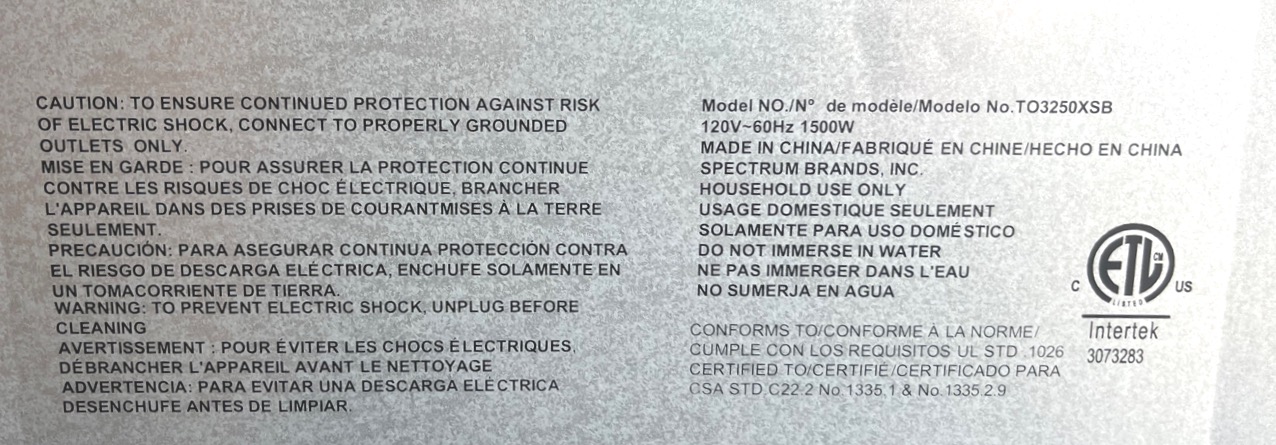 CAUTION: TO ENSURE CONTINUED PROTECTION AGAINST RISK
OF ELECTRIC SHOCK, CONNECT TO PROPERLY GROUNDED
OUTLETS ONLY.
MISE EN GARDE : POUR ASSURER LA PROTECTION CONTINUE
CONTRE LES RISQUES DE CHOC ÉLECTRIQUE, BRANCHER
L'APPAREIL DANS DES PRISES DE COURANTMISES À LA TERRE
SEULEMENT.
PRECAUCIÓN: PARA ASEGURAR CONTINUA PROTECCIÓN CONTRA
EL RIESGO DE DESCARGA ELÉCTRICA, ENCHUFE SOLAMENTE EN
UN TOMACORRIENTE DE TIERRA.
WARNING: TO PREVENT ELECTRIC SHOCK, UNPLUG BEFORE
CLEANING
AVERTISSEMENT : POUR ÉVITER LES CHOCS ÉLECTRIQUES,
DÉBRANCHER L'APPAREIL AVANT LE NETTOYAGE
ADVERTENCIA: PARA EVITAR UNA DESCARGA ELÉCTRICA
DESENCHUFE ANTES DE LIMPIAR.
Model NO./Nº de modèle/Modelo No.TO3250XSB
120V~60Hz 1500W
MADE IN CHINA/FABRIQUÉ EN CHINE/HECHO EN CHINA
SPECTRUM BRANDS, INC.
HOUSEHOLD USE ONLY
USAGE DOMESTIQUE SEULEMENT
SOLAMENTE PARA USO DOMÉSTICO
DO NOT IMMERSE IN WATER
NE PAS IMMERGER DANS L'EAU
NO SUMERJA EN AGUA
CONFORMS TO/CONFORME À LA NORME/
CUMPLE CON LOS REQUISITOS UL STD .1026
CERTIFIED TO/CERTIFIÉ/CERTIFICADO PARA
CSA STD.C22.2 No.1335.1 & No.1335.2.9
ETL CM
LISTED
C US
Intertek
3073283